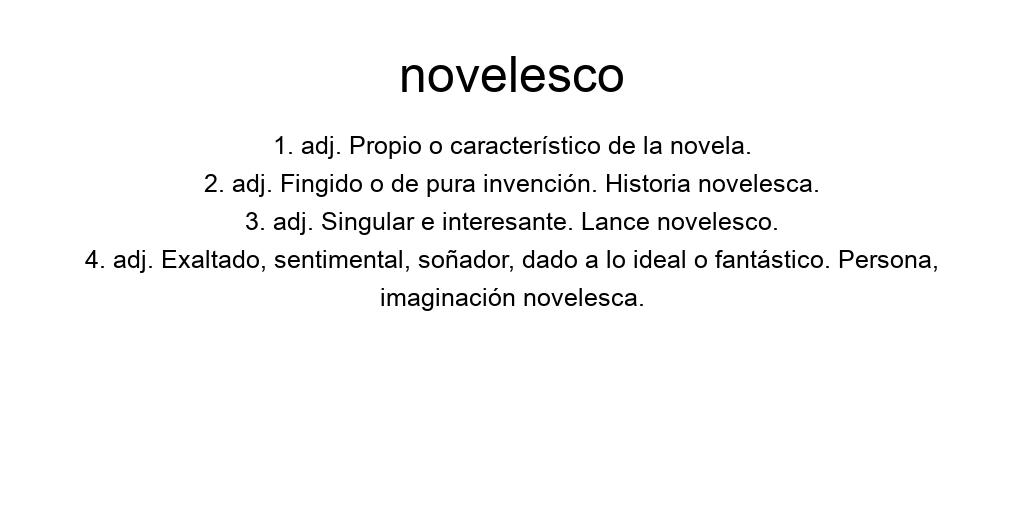 novelesco
1. adj. Propio o característico de la novela.
2. adj. Fingido o de pura invención. Historia novelesca.
3. adj. Singular e interesante. Lance novelesco.
4. adj. Exaltado, sentimental, soñador, dado a lo ideal o fantástico. Persona,
imaginación novelesca.